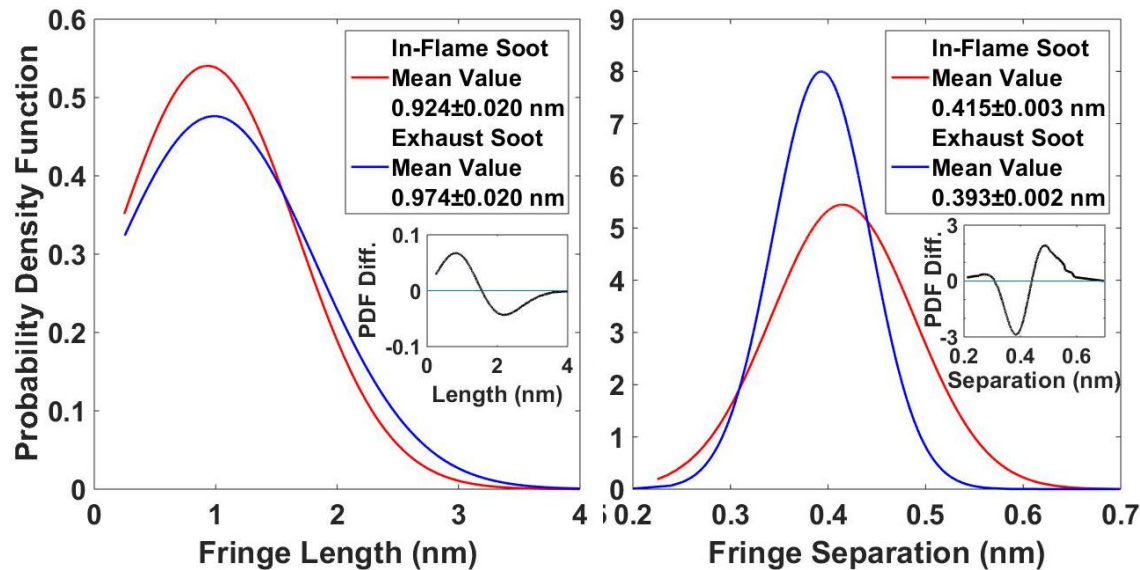 0.6
0.5
0.4
0.3
0.2
0.1
0
Probability Density Function
In-Flame Soot
Mean Value
0.924±0.020 nm
Exhaust Soot
Mean Value
0.974±0.020 nm
0.1
0
-0.1
PDF Diff.
0 2 4
Length (nm)
0 1 2 3 4
Fringe Length (nm)
9
8
7
6
5
4
3
2
1
0
In-Flame Soot
Mean Value
0.415±0.003 nm
Exhaust Soot
Mean Value
0.393±0.002 nm
3
0
-3
PDF Diff.
0.2 0.4 0.6
Separation (nm)
0.2 0.3 0.4 0.5 0.6 0.7
Fringe Separation (nm)